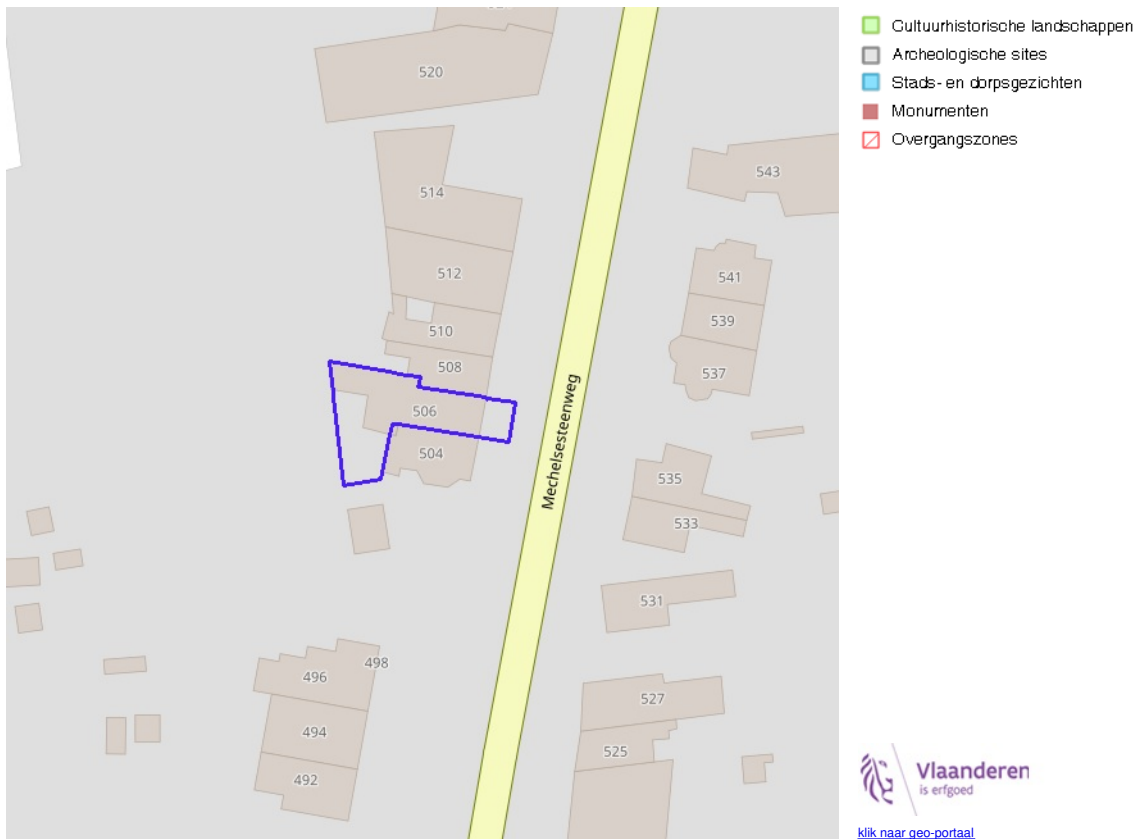 520
514
543
512
541
510
539
508
537
506
504
Mechelsesteenweg
535
533
531
498
496
527
494
525
492
Cultuurhistorische landschappen
Archeologische sites
Stads- en dorpsgezichten
Monumenten
Overgangszones
Vlaanderen
is erfgoed
klik naar geo-portaal